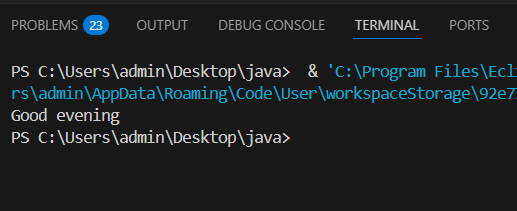 PROBLEMS 23 OUTPUT DEBUG CONSOLE TERMINAL PORTS
PS C:\Users\admin\Desktop\java>  & 'C:\Program Files\Ecli
rs\admin\AppData\Roaming\Code\User\workspaceStorage\92e7
Good evening
PS C:\Users\admin\Desktop\java>